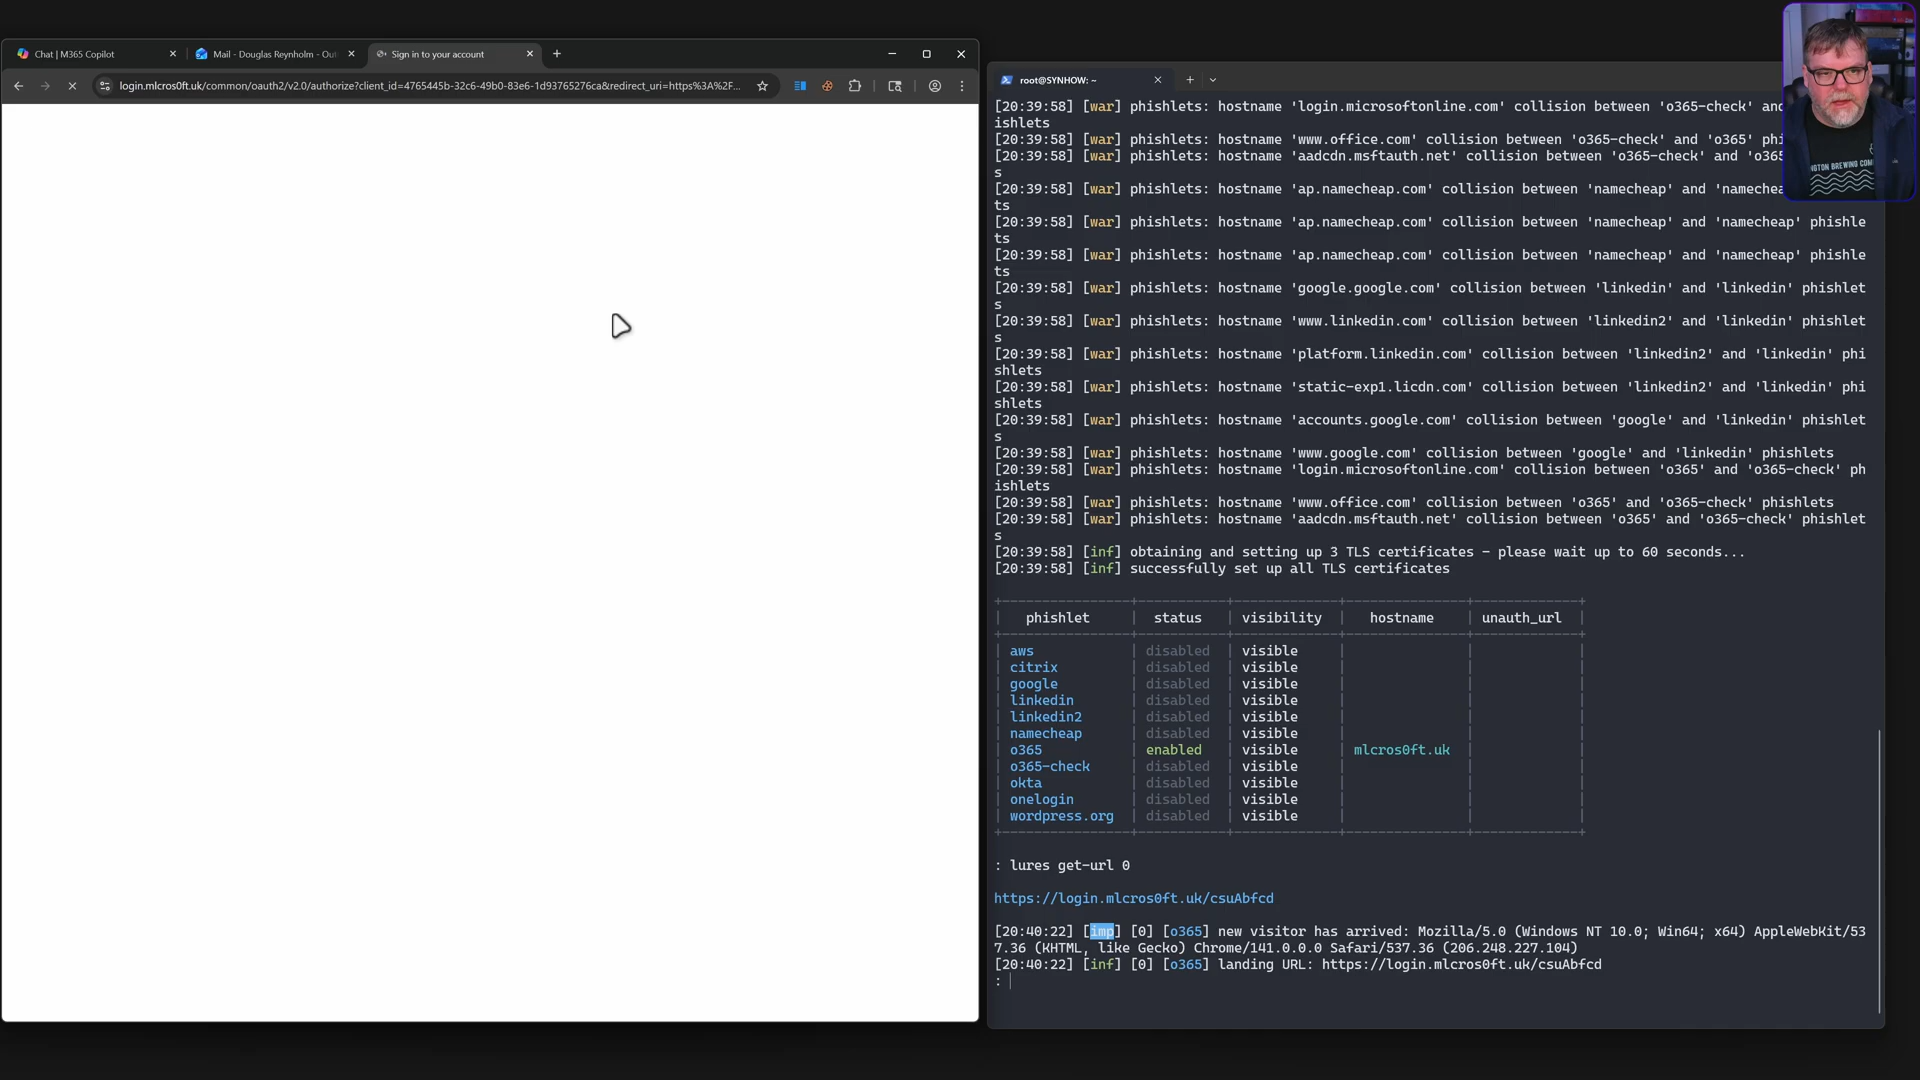 Chat | M365 Copilot
Mail - Douglas Reynholm - Out
Sign in to your account
login.mlcros0ft.uk/common/oauth2/v2.0/authorize?client_id=4765445b-32c6-49b0-83e6-1d93765276ca&redirect_uri=https%3A%2F...
root@SYNHOW: ~
[20:39:58] [war] phishlets: hostname 'login.microsoftonline.com' collision between 'o365-check' an
ishlets
[20:39:58] [war] phishlets: hostname 'www.office.com' collision between 'o365-check' and 'o365' phi
[20:39:58] [war] phishlets: hostname 'aadcdn.msftauth.net' collision between 'o365-check' and 'o365
s
[20:39:58] [war] phishlets: hostname 'ap.namecheap.com' collision between 'namecheap' and 'namechea
ts
[20:39:58] [war] phishlets: hostname 'ap.namecheap.com' collision between 'namecheap' and 'namecheap' phishle
ts
[20:39:58] [war] phishlets: hostname 'ap.namecheap.com' collision between 'namecheap' and 'namecheap' phishle
ts
[20:39:58] [war] phishlets: hostname 'google.google.com' collision between 'linkedin' and 'linkedin' phishlet
s
[20:39:58] [war] phishlets: hostname 'www.linkedin.com' collision between 'linkedin2' and 'linkedin' phishlet
s
[20:39:58] [war] phishlets: hostname 'platform.linkedin.com' collision between 'linkedin2' and 'linkedin' phi
shlets
[20:39:58] [war] phishlets: hostname 'static-exp1.licdn.com' collision between 'linkedin2' and 'linkedin' phi
shlets
[20:39:58] [war] phishlets: hostname 'accounts.google.com' collision between 'google' and 'linkedin' phishlet
s
[20:39:58] [war] phishlets: hostname 'www.google.com' collision between 'google' and 'linkedin' phishlets
[20:39:58] [war] phishlets: hostname 'login.microsoftonline.com' collision between 'o365' and 'o365-check' ph
ishlets
[20:39:58] [war] phishlets: hostname 'www.office.com' collision between 'o365' and 'o365-check' phishlets
[20:39:58] [war] phishlets: hostname 'aadcdn.msftauth.net' collision between 'o365' and 'o365-check' phishlet
s
[20:39:58] [inf] obtaining and setting up 3 TLS certificates - please wait up to 60 seconds...
[20:39:58] [inf] successfully set up all TLS certificates
phishlet | status | visibility | hostname | unauth_url
aws | disabled | visible
citrix | disabled | visible
google | disabled | visible
linkedin | disabled | visible
linkedin2 | disabled | visible
namecheap | disabled | visible
o365 | enabled | visible | mlcros0ft.uk
o365-check | disabled | visible
okta | disabled | visible
onelogin | disabled | visible
wordpress.org | disabled | visible
: lures get-url 0
https://login.mlcros0ft.uk/csuAbfcd
[20:40:22] [imp] [0] [o365] new visitor has arrived: Mozilla/5.0 (Windows NT 10.0; Win64; x64) AppleWebKit/53
7.36 (KHTML, like Gecko) Chrome/141.0.0.0 Safari/537.36 (206.248.227.104)
[20:40:22] [inf] [0] [o365] landing URL: https://login.mlcros0ft.uk/csuAbfcd
:
NGTON BREWING COM